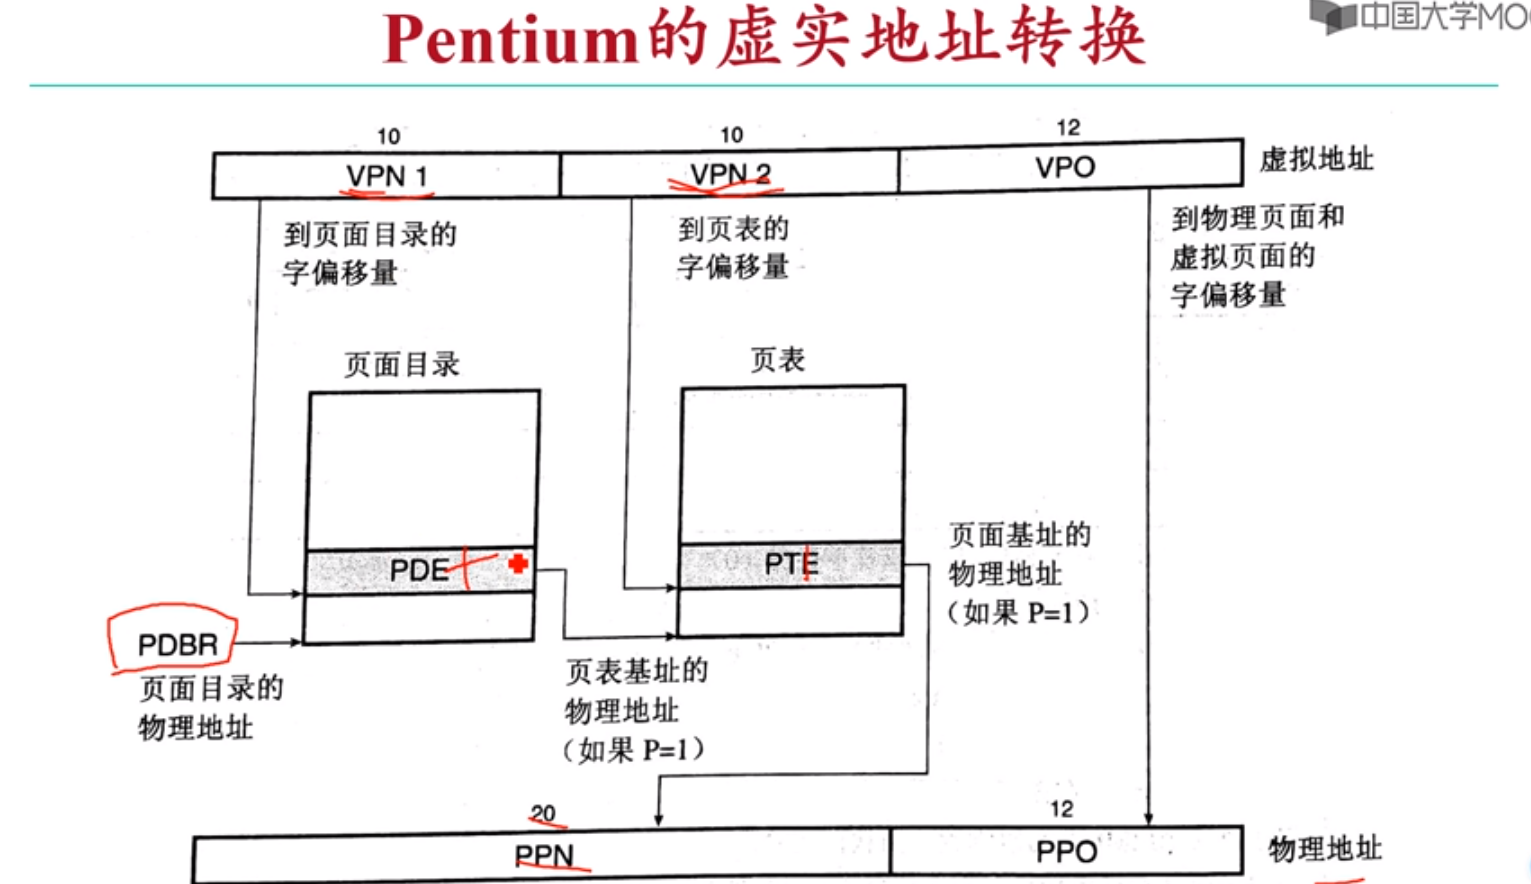 中国大学MO
Pentium的虚实地址转换
10
10
12
VPN 1
VPN 2
VPO
虚拟地址
到页面目录的
字偏移量
到页表的
字偏移量
到物理页面和
虚拟页面的
字偏移量
页面目录
页表
PDE
PTE
页面基址的
物理地址
（如果 P=1）
PDBR
页面目录的
物理地址
页表基址的
物理地址
（如果 P=1）
20
12
PPN
PPO
物理地址